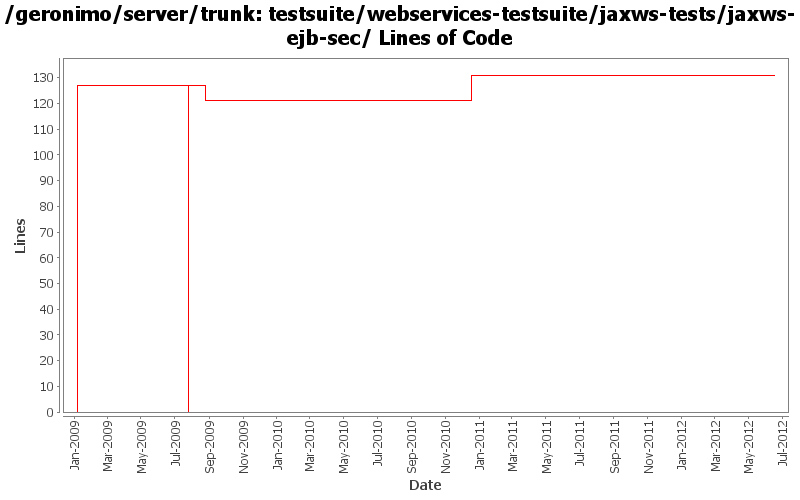 /geronimo/server/trunk: testsuite/webservices-testsuite/jaxws-tests/jaxws-
ejb-sec/ Lines of Code
130
120
110
100
90
80
70
60
50
40
30
20
10
0
Lines
Jan-2009
Mar-2009
May-2009
Jul-2009
Sep-2009
Nov-2009
Jan-2010
Mar-2010
May-2010
Jul-2010
Sep-2010
Nov-2010
Jan-2011
Mar-2011
May-2011
Jul-2011
Sep-2011
Nov-2011
Jan-2012
Mar-2012
May-2012
Jul-2012
Date